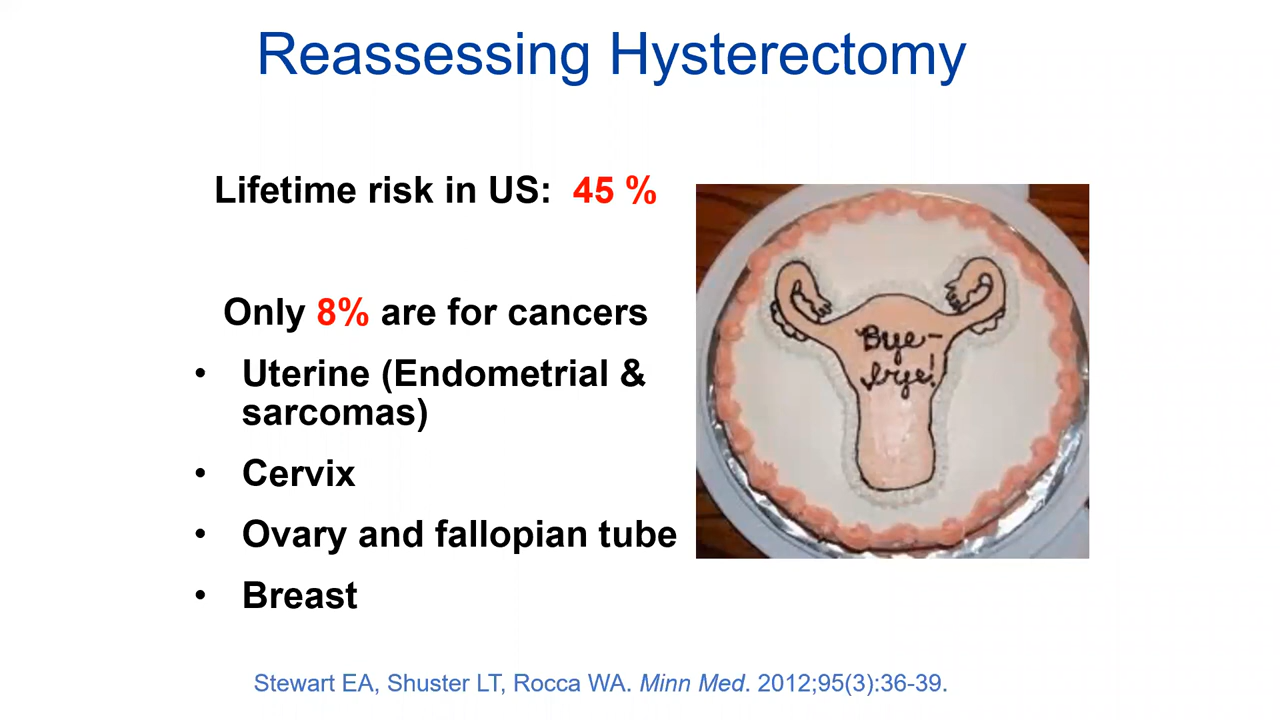 Reassessing Hysterectomy
Lifetime risk in US: 45 %
Only 8% are for cancers
• Uterine (Endometrial &
sarcomas)
• Cervix
• Ovary and fallopian tube
• Breast
Bye-
bye!
Stewart EA, Shuster LT, Rocca WA. Minn Med. 2012;95(3):36-39.